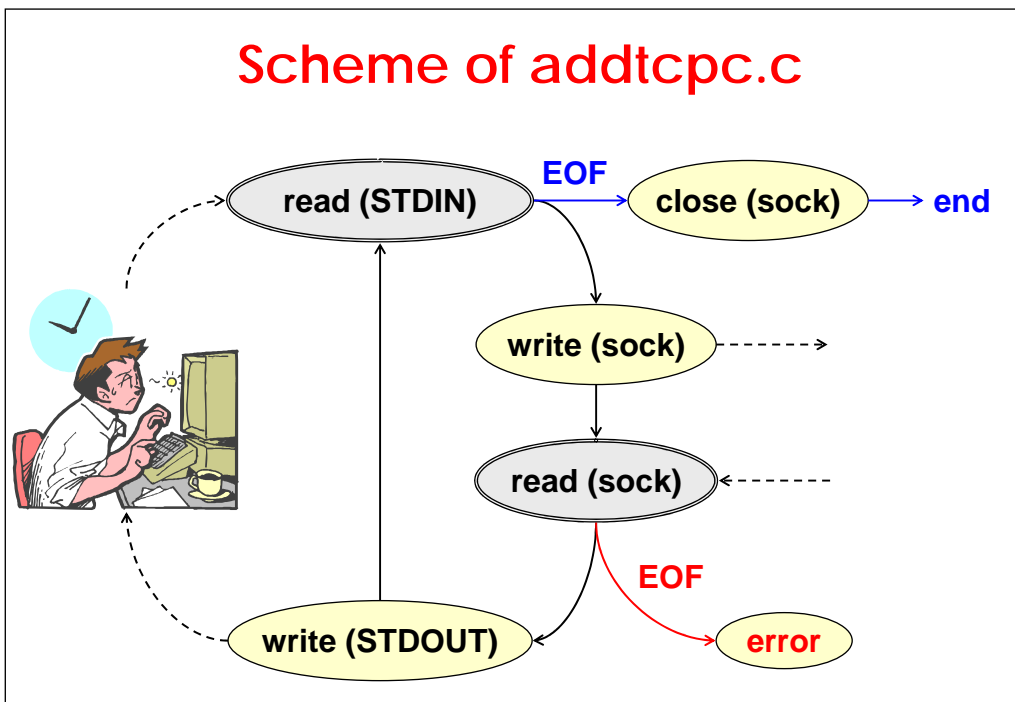 Scheme of addtcpc.c
EOF
read (STDIN)
close (sock)
end
write (sock)
read (sock)
EOF
write (STDOUT)
error